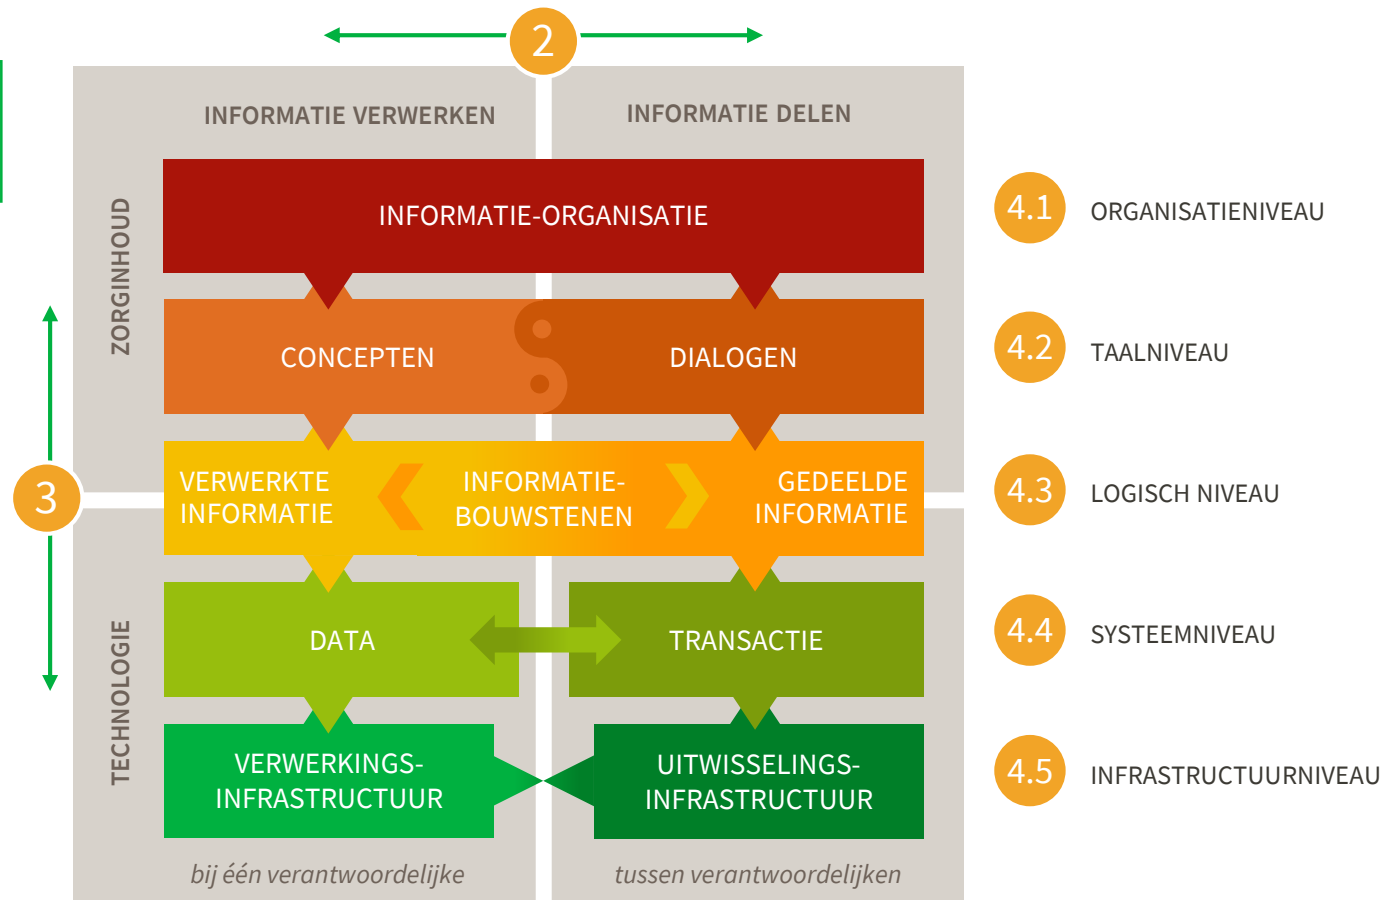 2
INFORMATIE VERWERKEN
INFORMATIE DELEN
ZORGINHOUD
INFORMATIE-ORGANISATIE
4.1
ORGANISATIENIVEAU
CONCEPTEN
DIALOGEN
4.2
TAALNIVEAU
3
VERWERKTE
INFORMATIE
INFORMATIE-
BOUWSTENEN
GEDEELDE
INFORMATIE
4.3
LOGISCH NIVEAU
TECHNOLOGIE
DATA
TRANSACTIE
4.4
SYSTEEMNIVEAU
VERWERKINGS-
INFRASTRUCTUUR
UITWISSELINGS-
INFRASTRUCTUUR
4.5
INFRASTRUCTUURNIVEAU
bij één verantwoordelijke
tussen verantwoordelijken